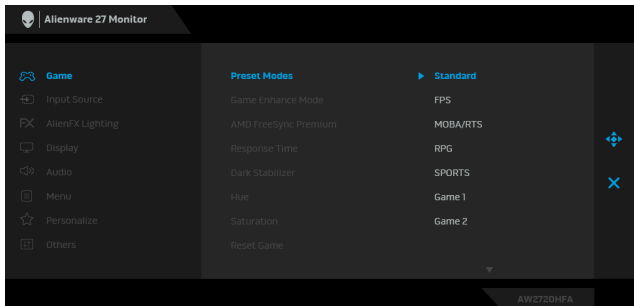 Alienware 27 Monitor
Game Preset Modes Standard
Input Source Game Enhance Mode FPS
FX AlienFX Lighting AMD FreeSync Premium MOBA/RTS
Display Response Time RPG
Audio Dark Stabilizer SPORTS
Menu Hue Game 1
Personalize Saturation Game 2
Others Reset Game
AW2720HFA